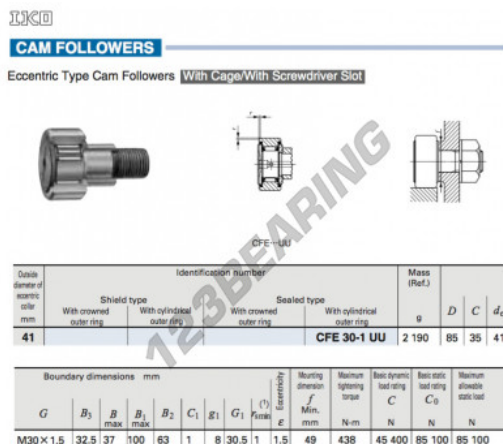 IKO
CAM FOLLOWERS
Eccentric Type Cam Followers With Cage/With Screwdriver Slot
CFE···UU
123BEARING
Outside diameter of eccentric collar mm
Identification number
Mass (Ref.) g
Shield type
Sealed type
With crowned outer ring
With cylindrical outer ring
With crowned outer ring
With cylindrical outer ring
D C
41 CFE 30-1 UU 2 190 85 35 41
Boundary dimensions mm
Eccentricity ε
Mounting dimension f Min. mm
Maximum tightening torque N·m
Basic dynamic load rating C N
Basic static load rating C0 N
Maximum allowable static load N
G B3 B max B1 max B2 C1 g1 G1 (1) rsmin
M30×1.5 32.5 37 100 63 1 8 30.5 1 1.5 49 438 45 400 85 100 85 100